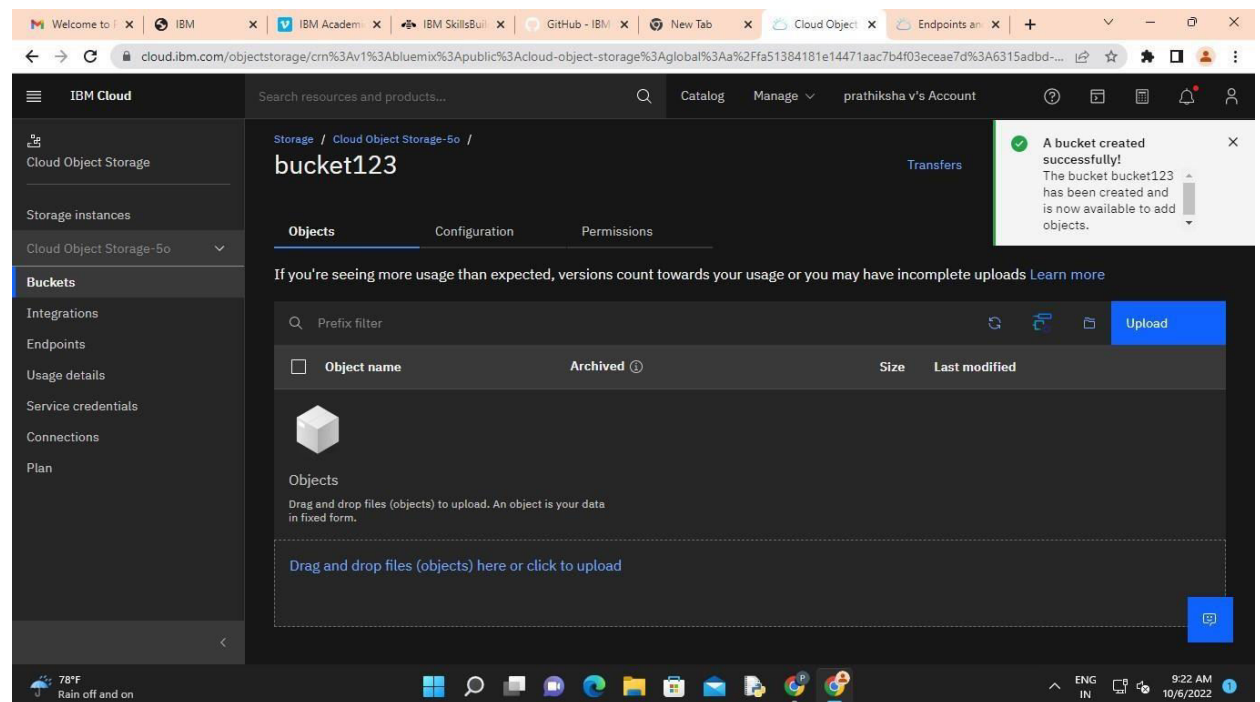 Welcome to
IBM
IBM Academ
IBM SkillsBuil
GitHub - IBM
New Tab
Cloud Object
Endpoints an
cloud.ibm.com/objectstorage/crn%3Av1%3Abluemix%3Apublic%3Acloud-object-storage%3Aglobal%3Aa%2Ffa51384181e14471aac7b4f03eceae7d%3A6315adbd-...
IBM Cloud
Search resources and products...
Catalog
Manage
prathiksha v's Account
Cloud Object Storage
Storage instances
Cloud Object Storage-5o
Buckets
Integrations
Endpoints
Usage details
Service credentials
Connections
Plan
Storage / Cloud Object Storage-5o /
bucket123
Transfers
A bucket created
successfully!
The bucket bucket123
has been created and
is now available to add
objects.
Objects
Configuration
Permissions
If you're seeing more usage than expected, versions count towards your usage or you may have incomplete uploads Learn more
Prefix filter
Upload
Object name
Archived
Size
Last modified
Objects
Drag and drop files (objects) to upload. An object is your data
in fixed form.
Drag and drop files (objects) here or click to upload
78°F
Rain off and on
ENG
IN
9:22 AM
10/6/2022
1